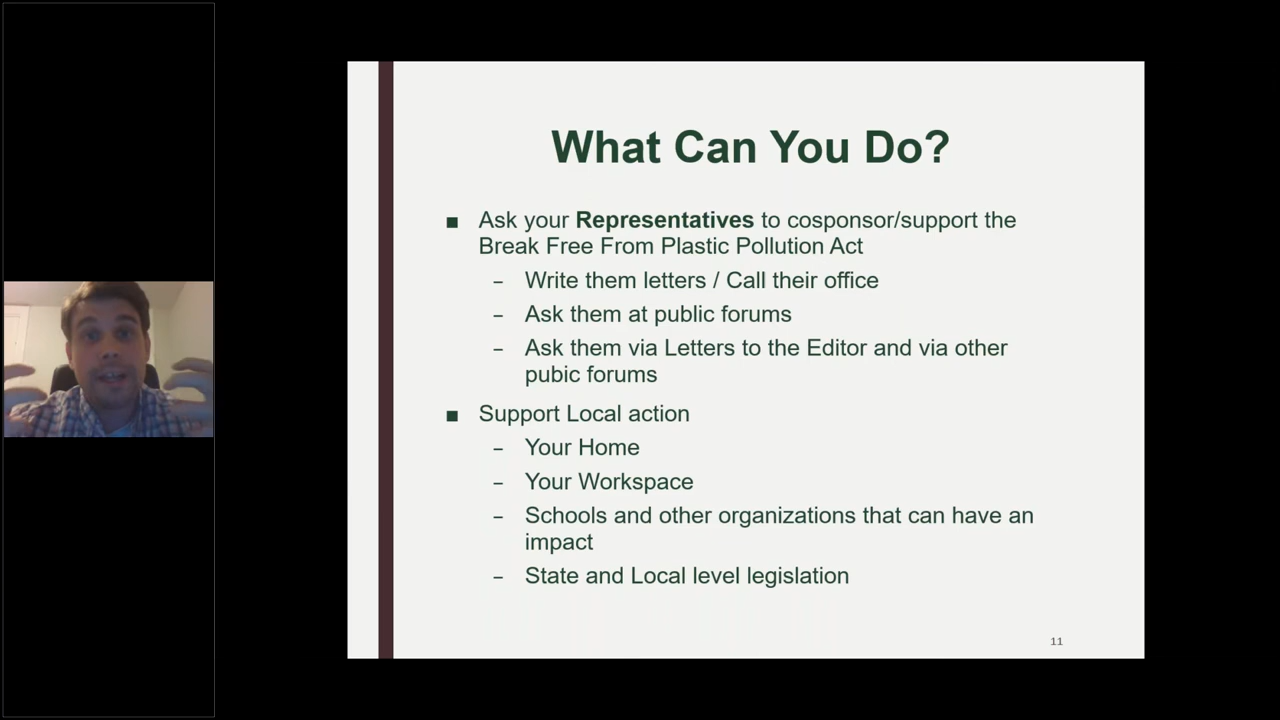 What Can You Do?
■ Ask your Representatives to cosponsor/support the
Break Free From Plastic Pollution Act
– Write them letters / Call their office
– Ask them at public forums
– Ask them via Letters to the Editor and via other
pubic forums
■ Support Local action
– Your Home
– Your Workspace
– Schools and other organizations that can have an
impact
– State and Local level legislation
11